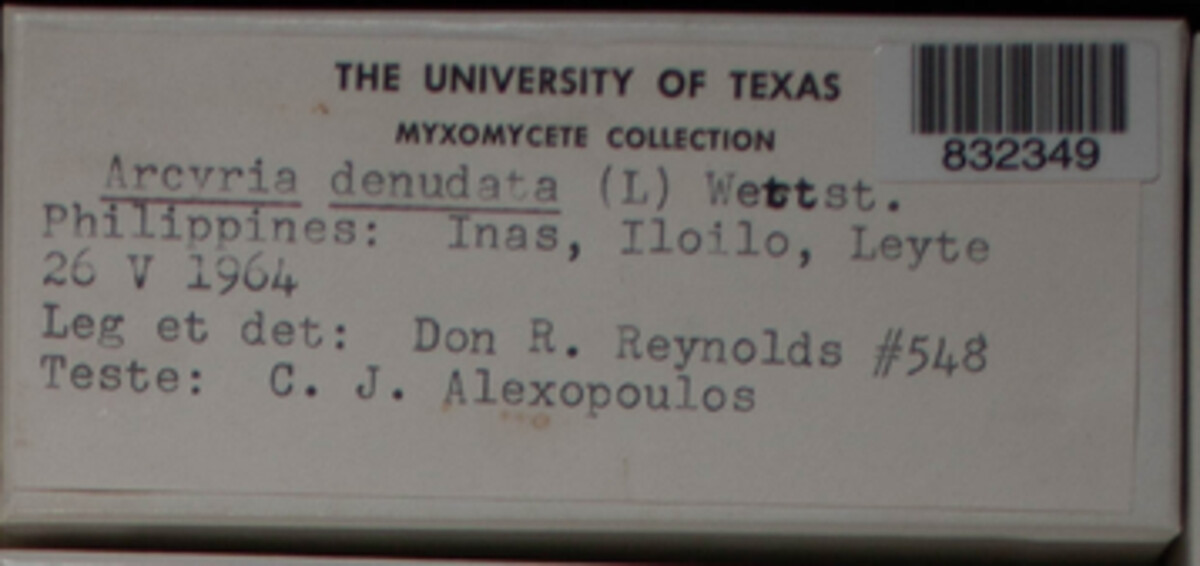 THE UNIVERSITY OF TEXAS
MYXOMYCETE COLLECTION
832349
Arcyria denudata (L) Wettst.
Philippines: Inas, Iloilo, Leyte
26 V 1964
Leg et det: Don R. Reynolds #548
Teste: C. J. Alexopoulos